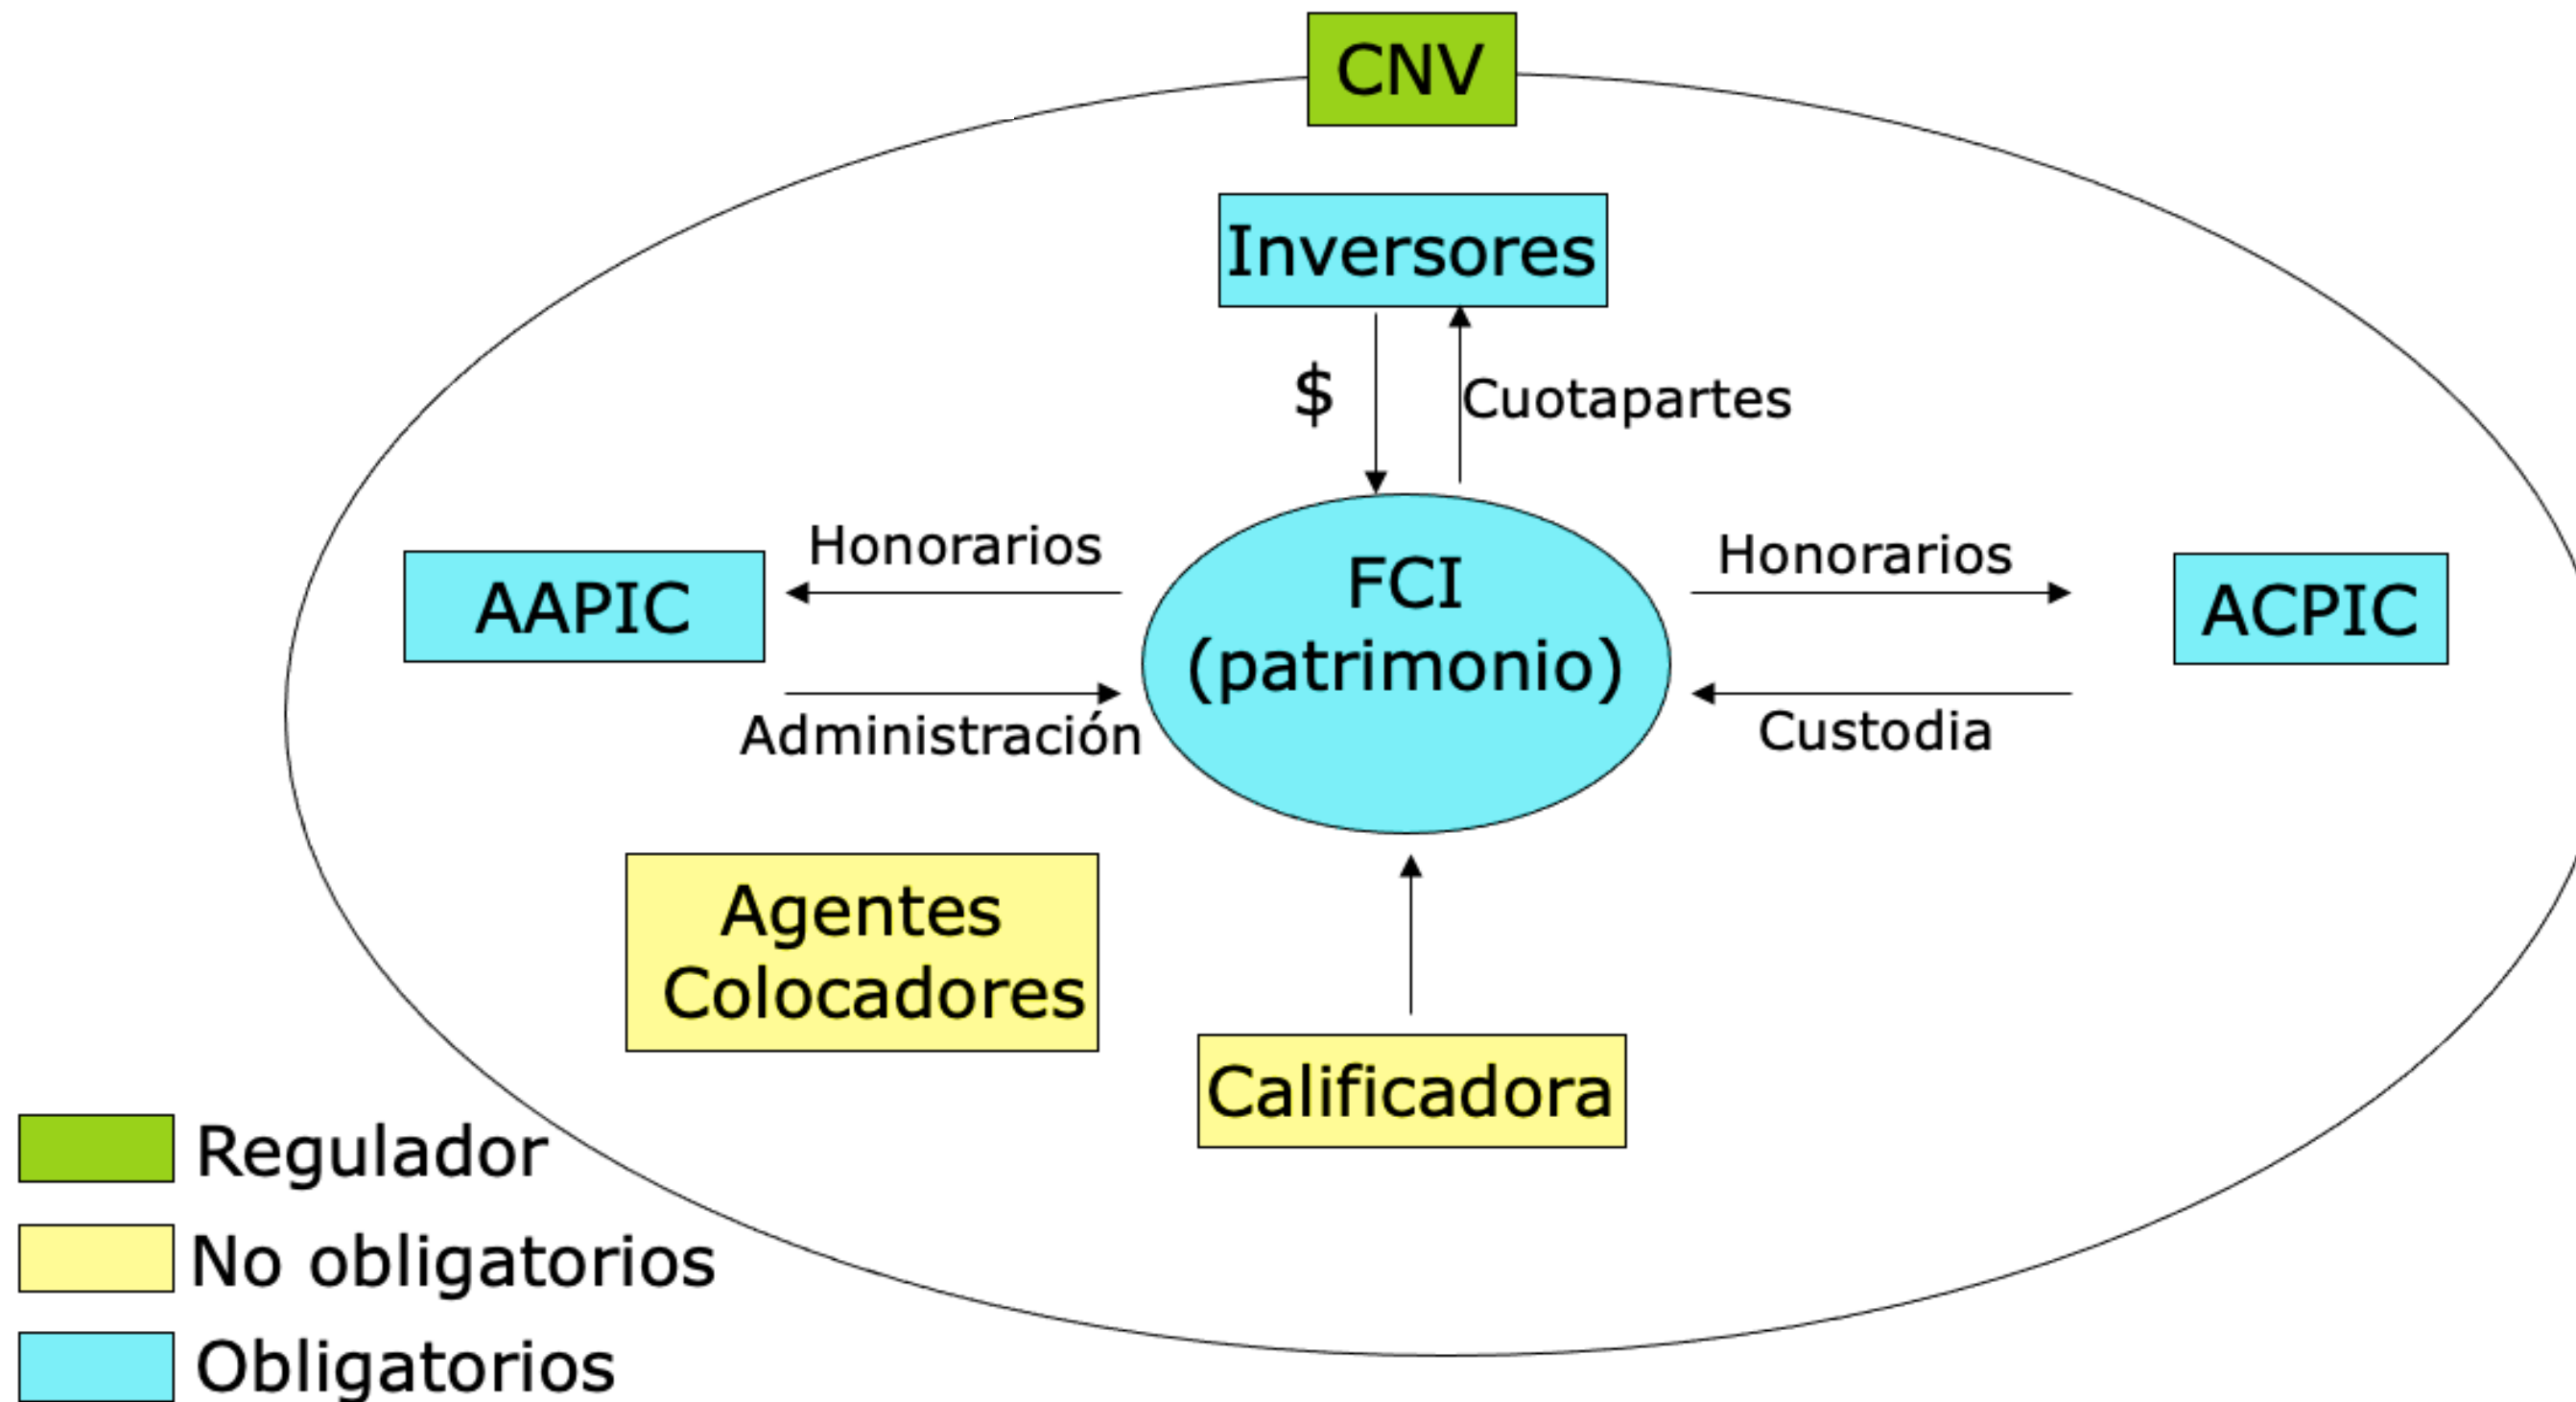 CNV
Inversores
$
Cuotapartes
Honorarios
Honorarios
AAPIC
FCI
(patrimonio)
ACPIC
Administración
Custodia
Agentes
Colocadores
Calificadora
Regulador
No obligatorios
Obligatorios